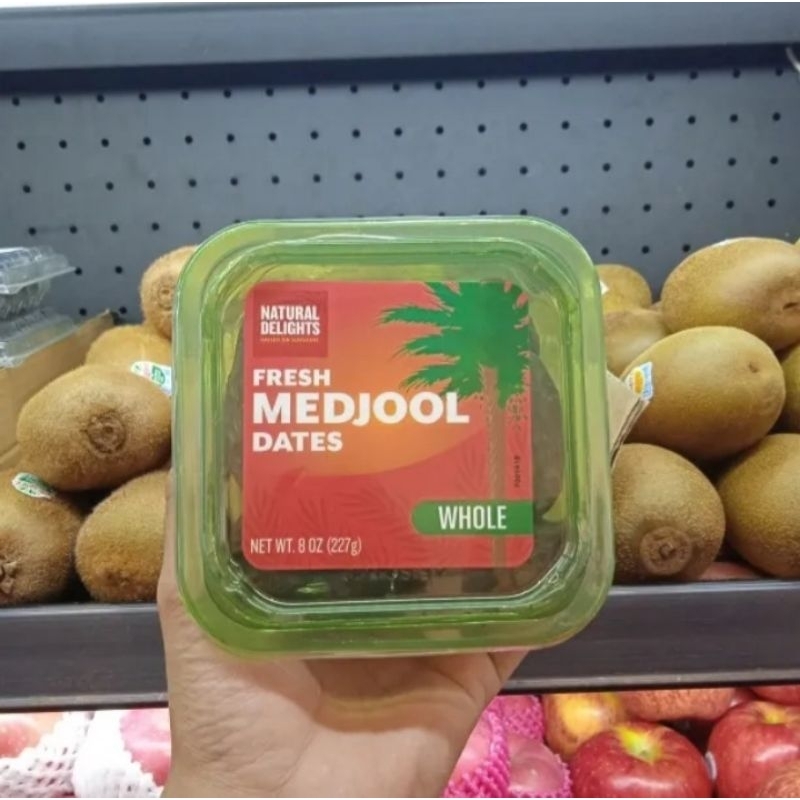 NATURAL
DELIGHTS
FRESH
MEDJOOL
DATES
WHOLE
NET WT. 8 OZ (227g)